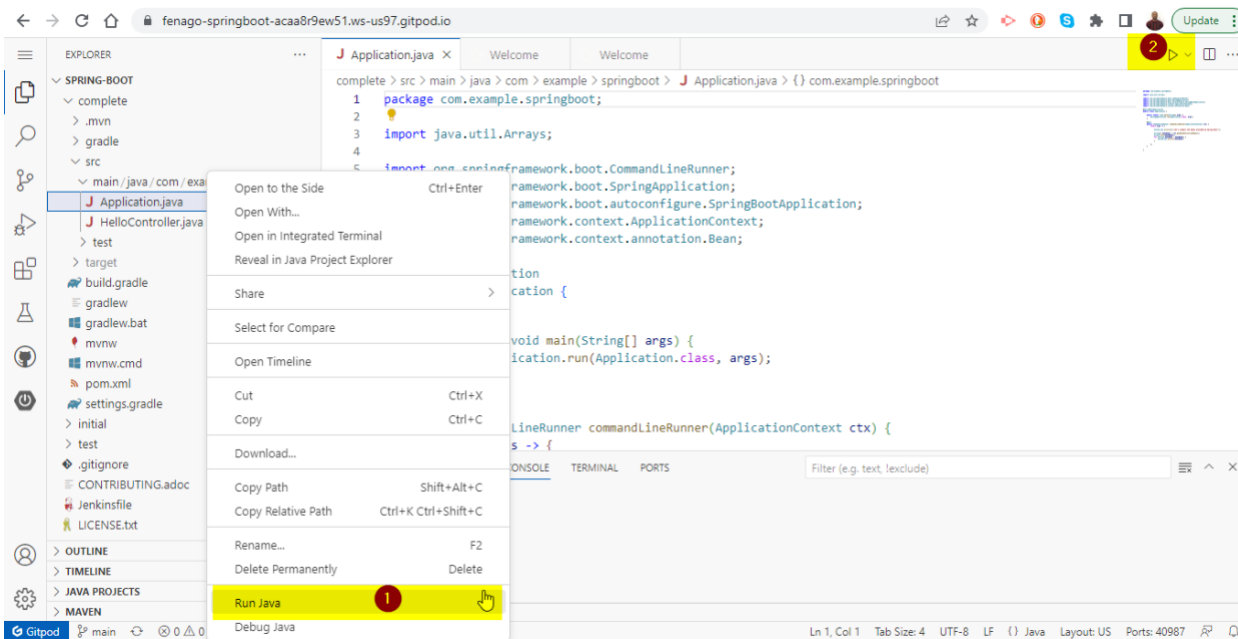 fenago-springboot-acaa8r9ew51.ws-us97.gitpod.io
Update
EXPLORER
SPRING-BOOT
complete
.mvn
gradle
src
main/java/com/exa
Application.java
HelloController.java
test
target
build.gradle
gradlew
gradlew.bat
mvnw
mvnw.cmd
pom.xml
settings.gradle
initial
test
.gitignore
CONTRIBUTING.adoc
Jenkinsfile
LICENSE.txt
OUTLINE
TIMELINE
JAVA PROJECTS
MAVEN
J Application.java Welcome Welcome
2
complete > src > main > java > com > example > springboot > J Application.java > {} com.example.springboot
1 package com.example.springboot;
2
3 import java.util.Arrays;
4
5 import org.springframework.boot.CommandLineRunner;
ramework.boot.SpringApplication;
ramework.boot.autoconfigure.SpringBootApplication;
ramework.context.ApplicationContext;
ramework.context.annotation.Bean;
tion
cation {
void main(String[] args) {
ication.run(Application.class, args);
LineRunner commandLineRunner(ApplicationContext ctx) {
s -> {
Open to the Side Ctrl+Enter
Open With...
Open in Integrated Terminal
Reveal in Java Project Explorer
Share
Select for Compare
Open Timeline
Cut Ctrl+X
Copy Ctrl+C
Download...
Copy Path Shift+Alt+C
Copy Relative Path Ctrl+K Ctrl+Shift+C
Rename... F2
Delete Permanently Delete
Run Java 1
Debug Java
ONSOLE TERMINAL PORTS Filter (e.g. text, !exclude)
Gitpod main 0 0 Ln 1, Col 1 Tab Size: 4 UTF-8 LF {} Java Layout: US Ports: 40987